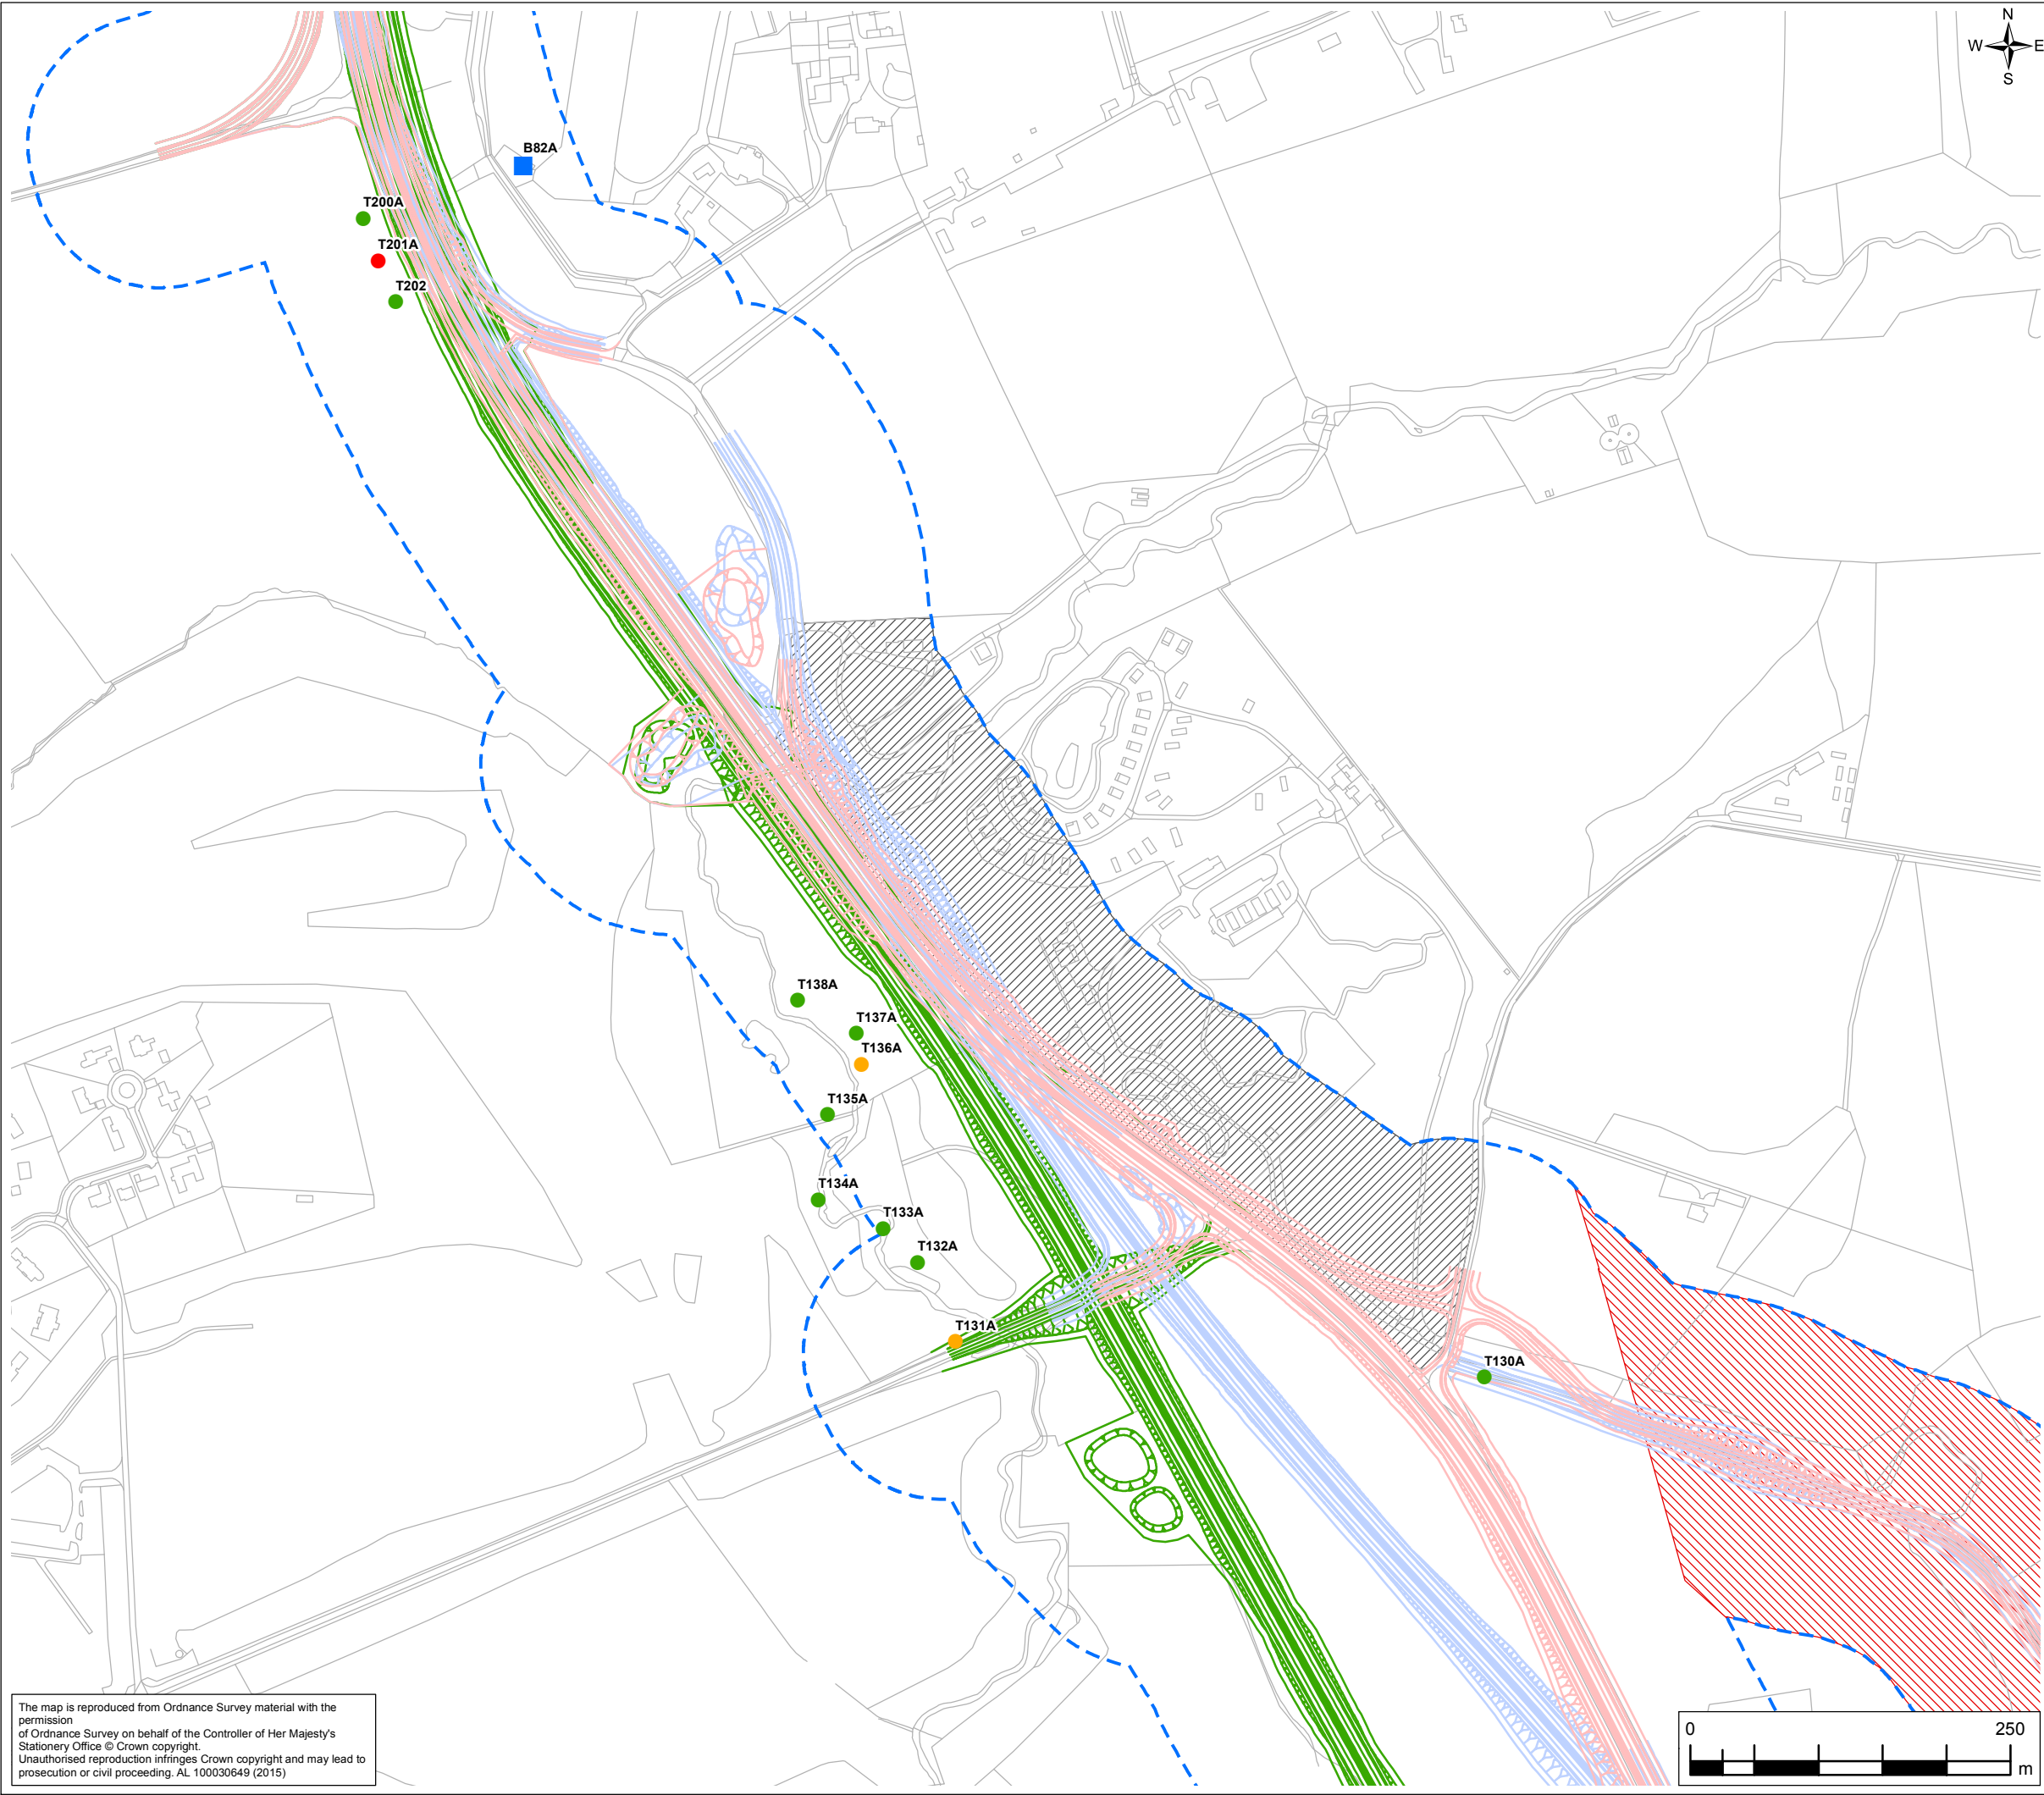 N
W E
S
B82A
T200A
T201A
T202
T138A
T137A
T136A
T135A
T134A
T133A
T132A
T131A
T130A
The map is reproduced from Ordnance Survey material with the
permission
of Ordnance Survey on behalf of the Controller of Her Majesty's
Stationery Office © Crown copyright.
Unauthorised reproduction infringes Crown copyright and may lead to
prosecution or civil proceeding. AL 100030649 (2015)
0 250
m